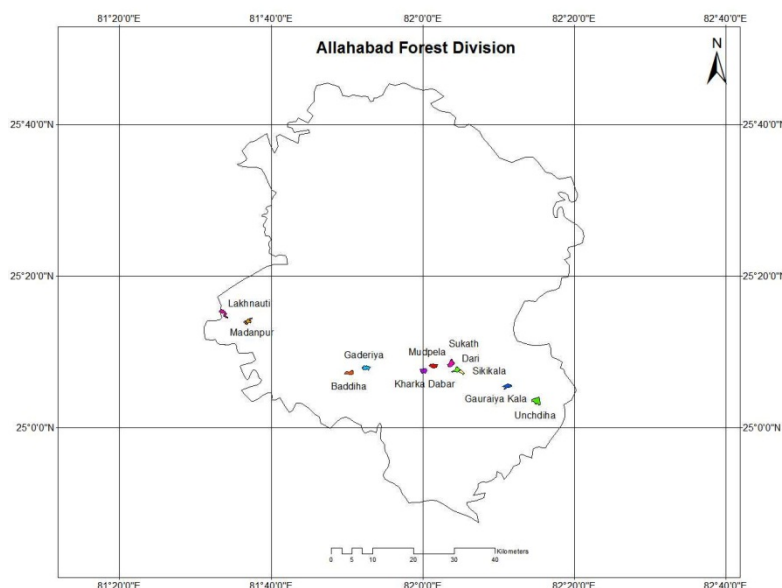 81°20'0"E 81°40'0"E 82°0'0"E 82°20'0"E 82°40'0"E
Allahabad Forest Division
N
25°40'0"N 25°40'0"N
25°20'0"N 25°20'0"N
Lakhnauti
Madanpur
Sukath
Gaderiya Mudpela Dari
Baddiha Kharka Dabar Sikikala
Gauraiya Kala
Unchdiha
25°0'0"N 25°0'0"N
Kilometers
0 5 10 20 30 40
81°20'0"E 81°40'0"E 82°0'0"E 82°20'0"E 82°40'0"E